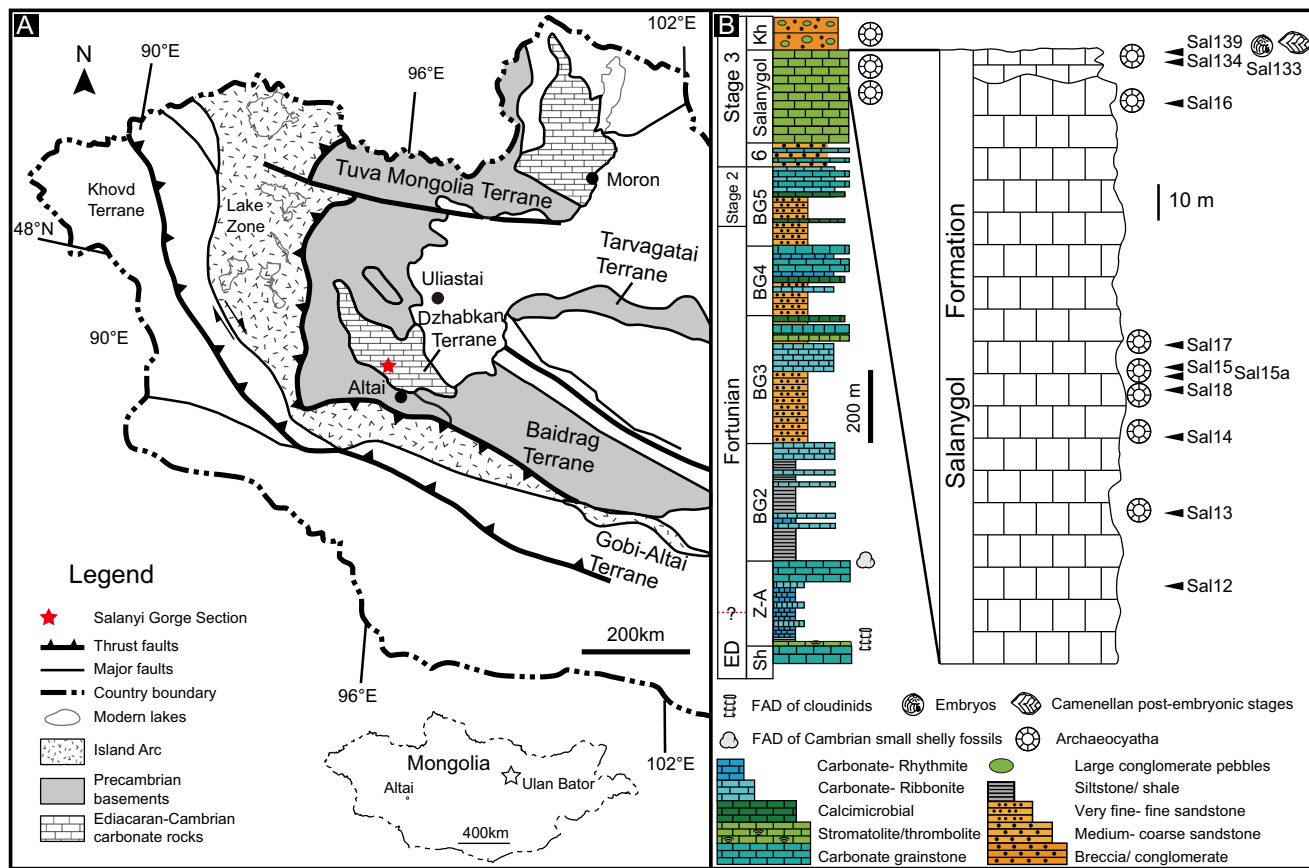 A
N
90°E
96°E
102°E
Khovd
Terrane
48°N
Lake
Zone
Tuva Mongolia Terrane
Moron
Tarvagatai
Terrane
Uliastai
Dzhabkan
Terrane
90°E
Altai
Baidrag
Terrane
Gobi-Altai
Terrane
200km
96°E
102°E
Legend
Salanyi Gorge Section
Thrust faults
Major faults
Country boundary
Modern lakes
Island Arc
Precambrian
basements
Ediacaran-Cambrian
carbonate rocks
Mongolia
Altai
Ulan Bator
400km
B
Stage 3
Stage 2
Fortunian
?
ED
Kh
Salanygol
6
BG5
BG4
BG3
BG2
Z-A
Sh
200 m
Salanygol Formation
10 m
Sal139
Sal134
Sal133
Sal16
Sal17
Sal15
Sal15a
Sal18
Sal14
Sal13
Sal12
FAD of cloudinids
Embryos
Camenellan post-embryonic stages
FAD of Cambrian small shelly fossils
Archaeocyatha
Carbonate- Rhythmite
Carbonate- Ribbonite
Calcimicrobial
Stromatolite/thrombolite
Carbonate grainstone
Large conglomerate pebbles
Siltstone/ shale
Very fine- fine sandstone
Medium- coarse sandstone
Breccia/ conglomerate